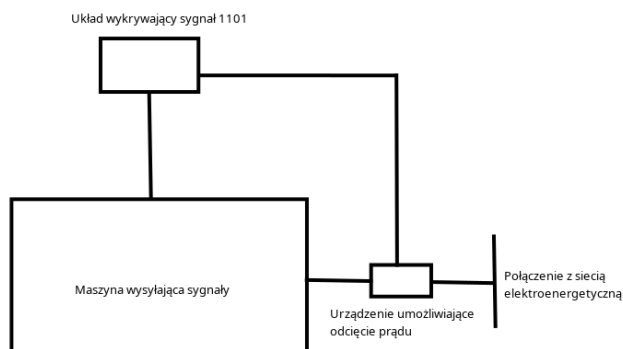 Układ wykrywający sygnał 1101
Maszyna wysyłająca sygnały
Połączenie z siecią
elektroenergetyczną
Urządzenie umożliwiające
odcięcie prądu